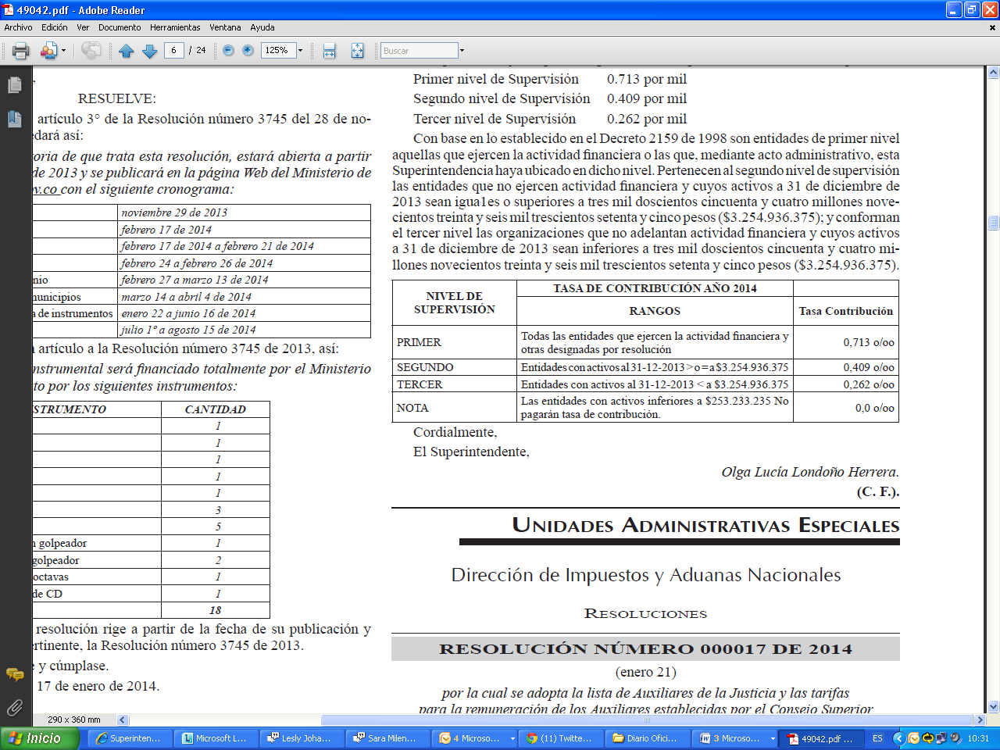 49042.pdf - Adobe Reader
Archivo Edición Ver Documento Herramientas Ventana Ayuda
6 / 24 125% Buscar
,
RESUELVE:
artículo 3° de la Resolución número 3745 del 28 de no-
edará así:
toria de que trata esta resolución, estará abierta a partir
de 2013 y se publicará en la página Web del Ministerio de
ov.co con el siguiente cronograma:
noviembre 29 de 2013
febrero 17 de 2014
febrero 17 de 2014 a febrero 21 de 2014
febrero 24 a febrero 26 de 2014
nio febrero 27 a marzo 13 de 2014
municipios marzo 14 a abril 4 de 2014
a de instrumentos enero 22 a junio 16 de 2014
julio 1º a agosto 15 de 2014
n artículo a la Resolución número 3745 de 2013, así:
instrumental será financiado totalmente por el Ministerio
to por los siguientes instrumentos:
STRUMENTO CANTIDAD
1
1
1
1
1
3
5
n golpeador 1
golpeador 2
octavas 1
de CD 1
18
resolución rige a partir de la fecha de su publicación y
ertinente, la Resolución número 3745 de 2013.
e y cúmplase.
17 de enero de 2014.
Primer nivel de Supervisión 0.713 por mil
Segundo nivel de Supervisión 0.409 por mil
Tercer nivel de Supervisión 0.262 por mil
Con base en lo establecido en el Decreto 2159 de 1998 son entidades de primer nivel
aquellas que ejercen la actividad financiera o las que, mediante acto administrativo, esta
Superintendencia haya ubicado en dicho nivel. Pertenecen al segundo nivel de supervisión
las entidades que no ejercen actividad financiera y cuyos activos a 31 de diciembre de
2013 sean igua1es o superiores a tres mil doscientos cincuenta y cuatro millones nove-
cientos treinta y seis mil trescientos setenta y cinco pesos ($3.254.936.375); y conforman
el tercer nivel las organizaciones que no adelantan actividad financiera y cuyos activos
a 31 de diciembre de 2013 sean inferiores a tres mil doscientos cincuenta y cuatro mi-
llones novecientos treinta y seis mil trescientos setenta y cinco pesos ($3.254.936.375).
NIVEL DE SUPERVISIÓN TASA DE CONTRIBUCIÓN AÑO 2014
RANGOS Tasa Contribución
PRIMER Todas las entidades que ejercen la actividad financiera y
otras designadas por resolución 0,713 o/oo
SEGUNDO Entidades con activos al 31-12-2013 > o = a $3.254.936.375 0,409 o/oo
TERCER Entidades con activos al 31-12-2013 < a $3.254.936.375 0,262 o/oo
NOTA Las entidades con activos inferiores a $253.233.235 No
pagarán tasa de contribución. 0,0 o/oo
Cordialmente,
El Superintendente,
Olga Lucía Londoño Herrera.
(C. F.).
UNIDADES ADMINISTRATIVAS ESPECIALES
Dirección de Impuestos y Aduanas Nacionales
RESOLUCIONES
RESOLUCIÓN NÚMERO 000017 DE 2014
(enero 21)
por la cual se adopta la lista de Auxiliares de la Justicia y las tarifas
para la remuneración de los Auxiliares establecidas por el Consejo Superior
290 x 360 mm
Inicio Superinten... Microsoft L... Lesly Joha... Sara Milen... 4 Microso... (11) Twitte... Diario Ofici... 3 Microso... 49042.pdf ... ES 10:31